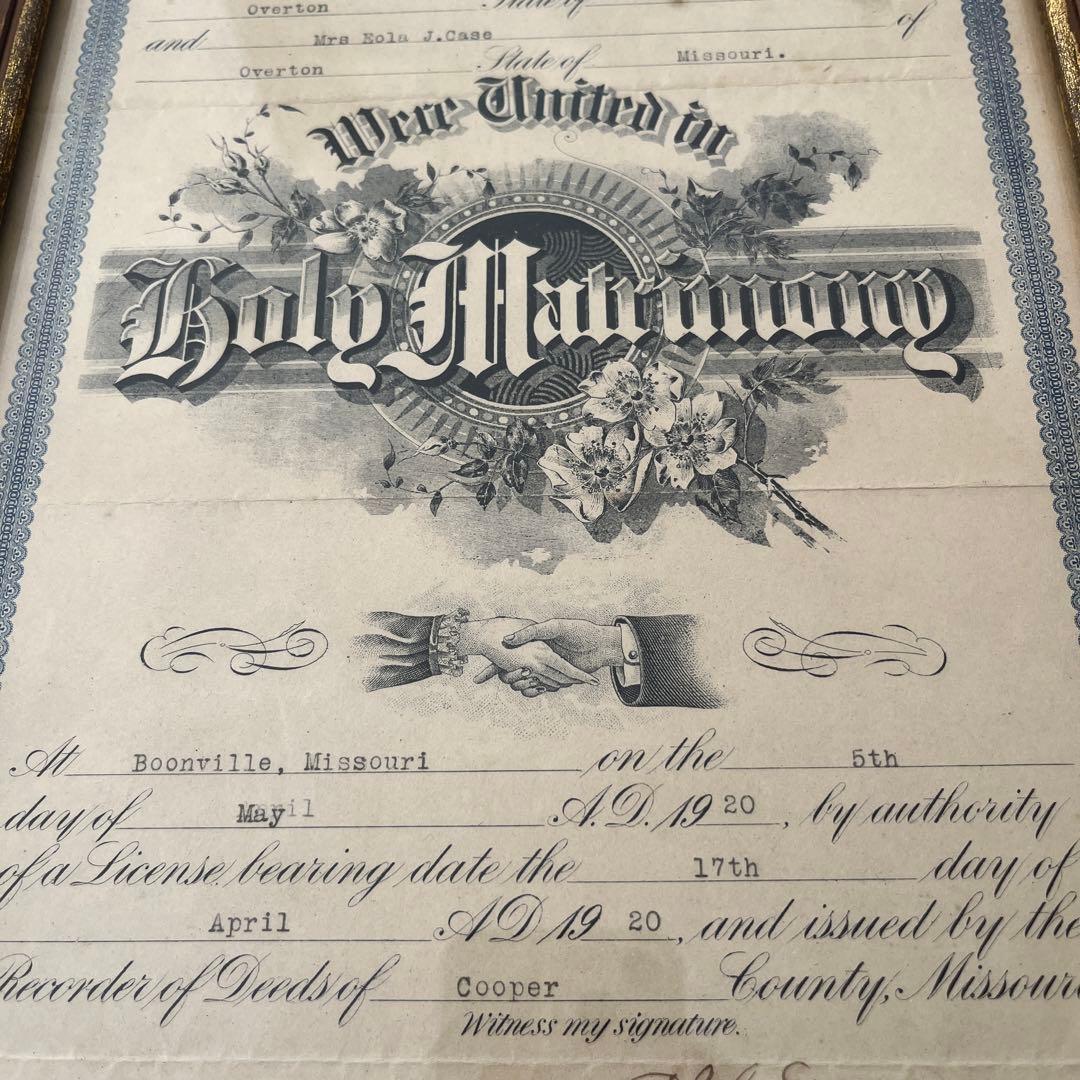 Overton State of
and Mrs Eola J.Case of
Overton State of Missouri.
Were United in
Holy Matrimony
At Boonville, Missouri on the 5th
day of May A.D. 1920, by authority
of a License bearing date the 17th day of
April A D 1920, and issued by the
Recorder of Deeds of Cooper County, Missouri
Witness my signature.